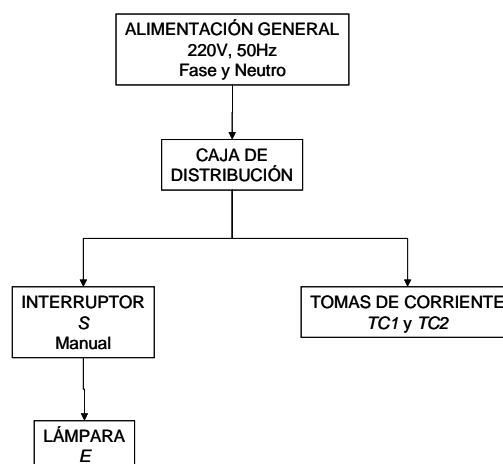 ALIMENTACIÓN GENERAL
220V, 50Hz
Fase y Neutro
CAJA DE
DISTRIBUCIÓN
INTERRUPTOR
S
Manual
TOMAS DE CORRIENTE
TC1 y TC2
LÁMPARA
E